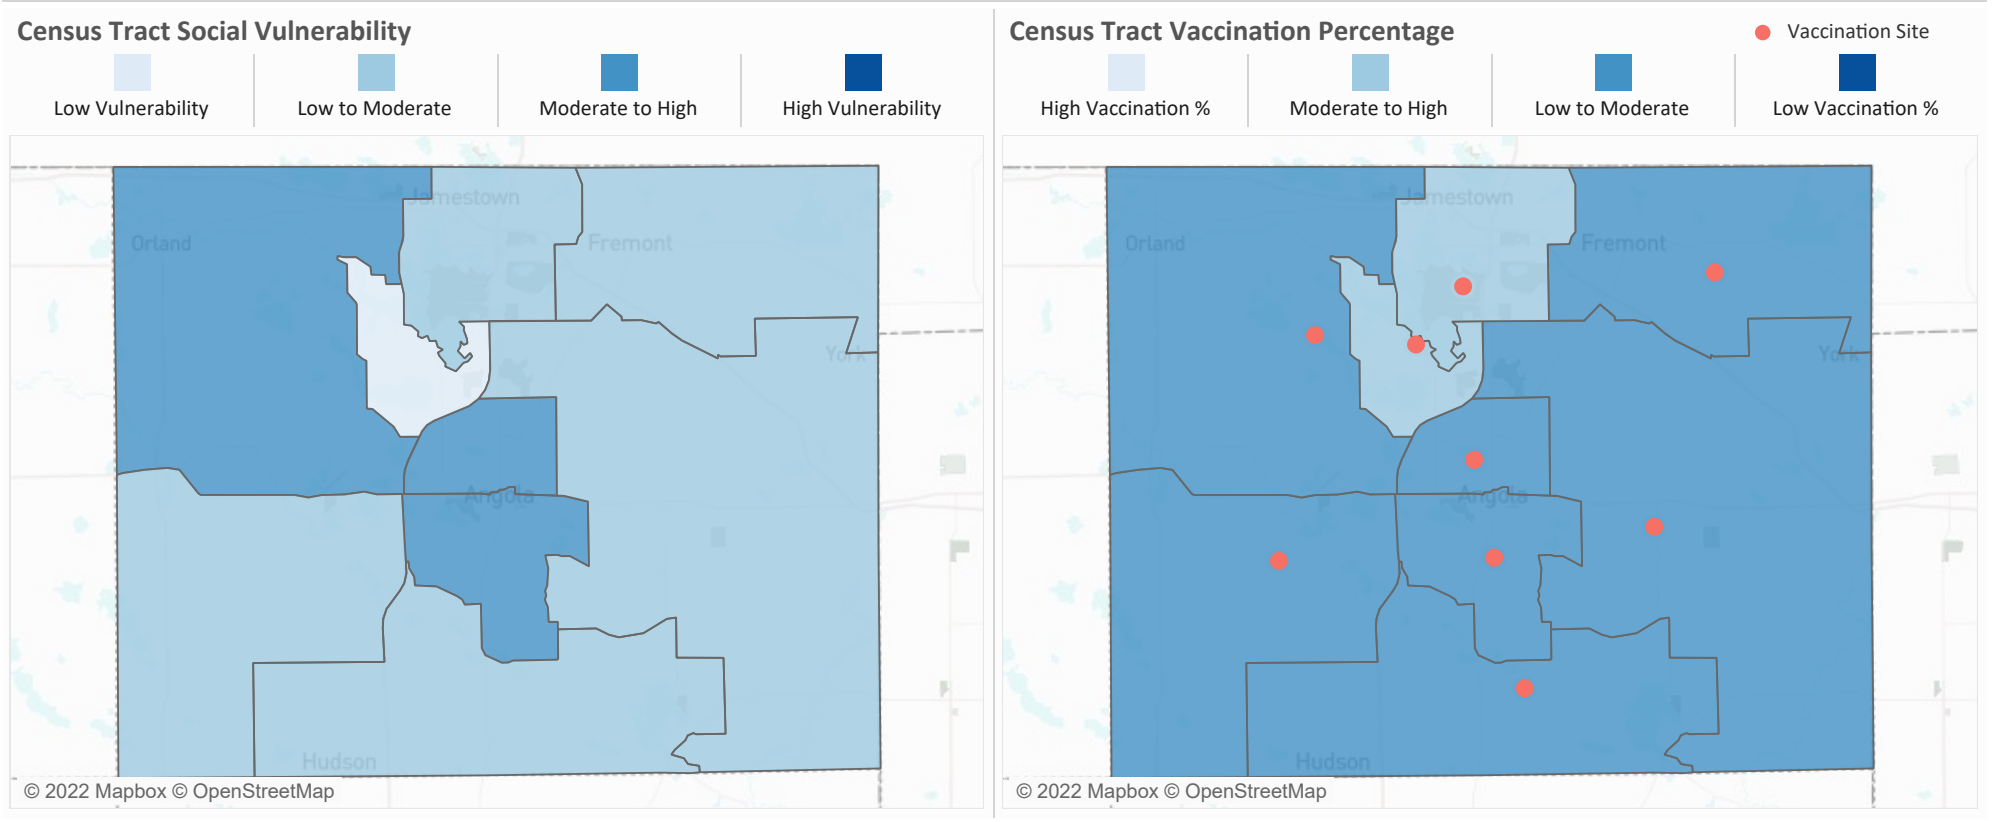 Census Tract Social Vulnerability
Low Vulnerability
Low to Moderate
Moderate to High
High Vulnerability
Jamestown
Orland
Fremont
York
Angola
Hudson
© 2022 Mapbox © OpenStreetMap
Census Tract Vaccination Percentage
Vaccination Site
High Vaccination %
Moderate to High
Low to Moderate
Low Vaccination %
Jamestown
Orland
Fremont
York
Angola
Hudson
© 2022 Mapbox © OpenStreetMap